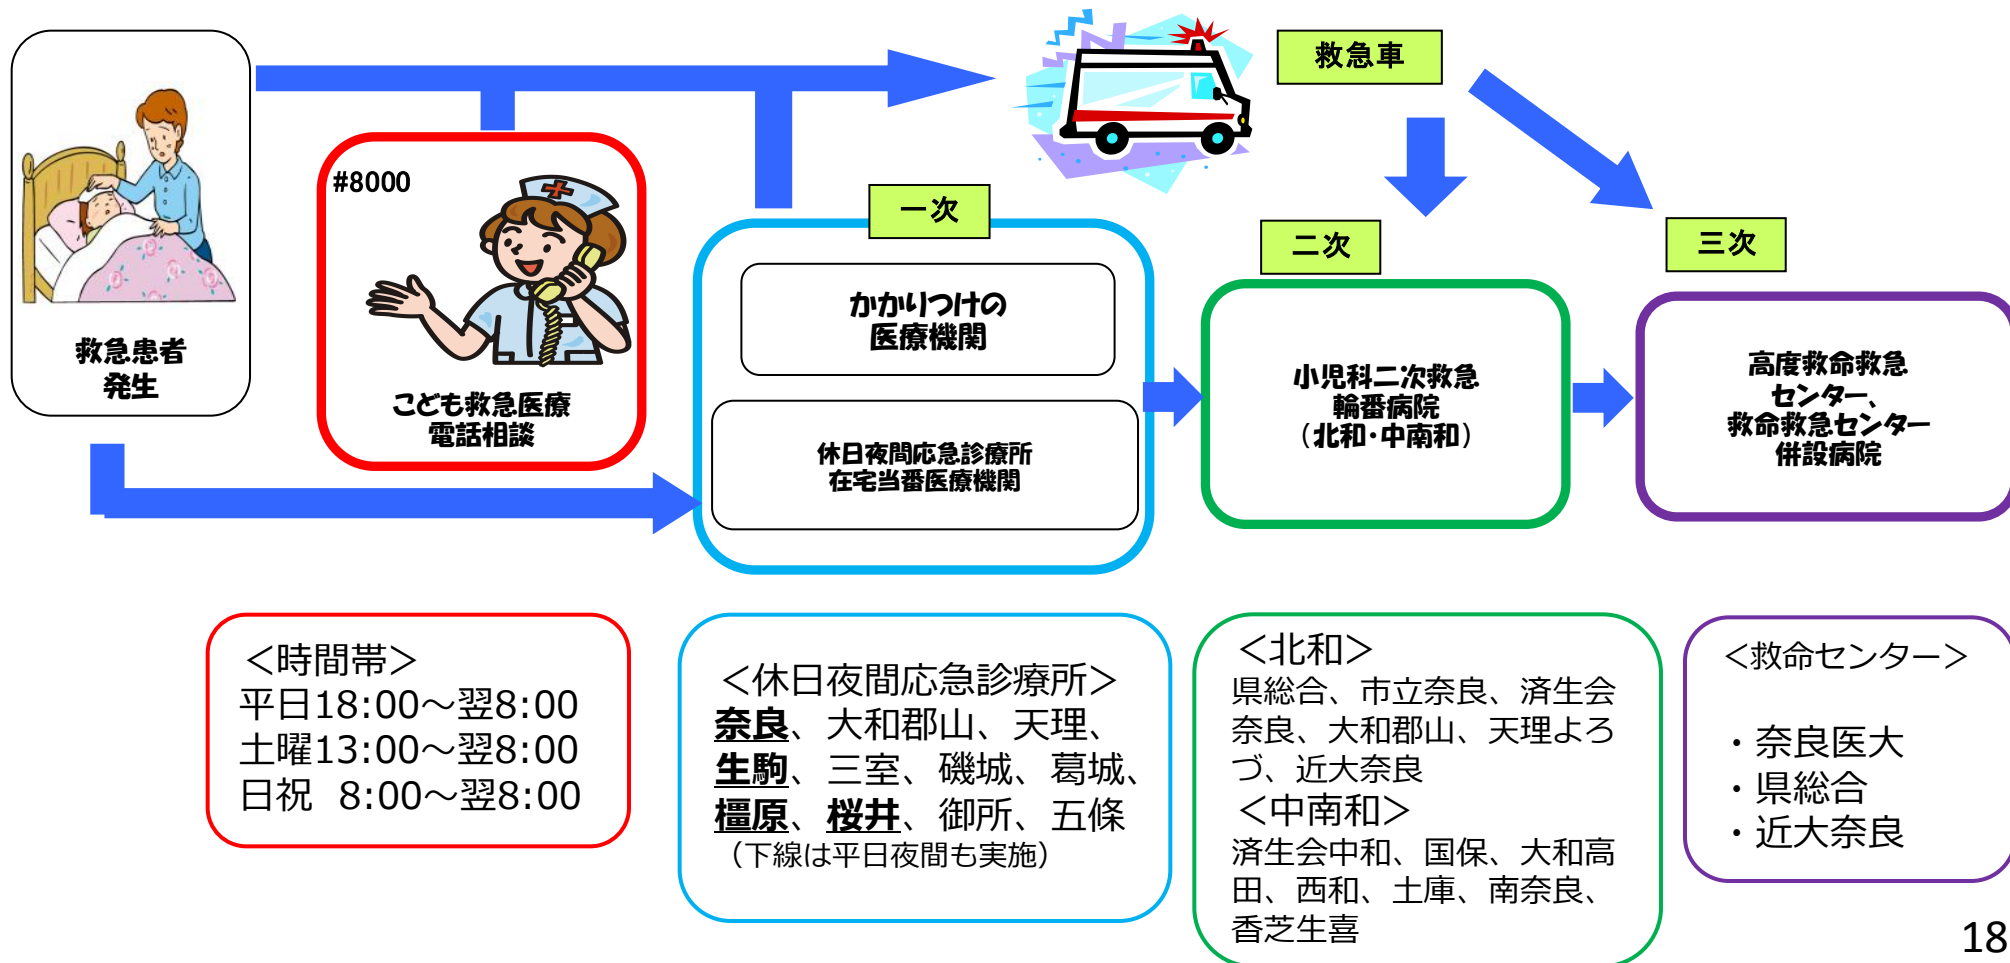 救急車
#8000
一次
二次
三次
救急患者
発生
こども救急医療
電話相談
かかりつけの
医療機関
休日夜間応急診療所
在宅当番医療機関
小児科二次救急
輪番病院
（北和・中南和）
高度救命救急
センター、
救命救急センター
併設病院
＜時間帯＞
平日18:00～翌8:00
土曜13:00～翌8:00
日祝 8:00～翌8:00
＜休日夜間応急診療所＞
奈良、大和郡山、天理、
生駒、三室、磯城、葛城、
橿原、桜井、御所、五條
（下線は平日夜間も実施）
＜北和＞
県総合、市立奈良、済生会
奈良、大和郡山、天理よろ
づ、近大奈良
＜中南和＞
済生会中和、国保、大和高
田、西和、土庫、南奈良、
香芝生喜
＜救命センター＞
・奈良医大
・県総合
・近大奈良
18